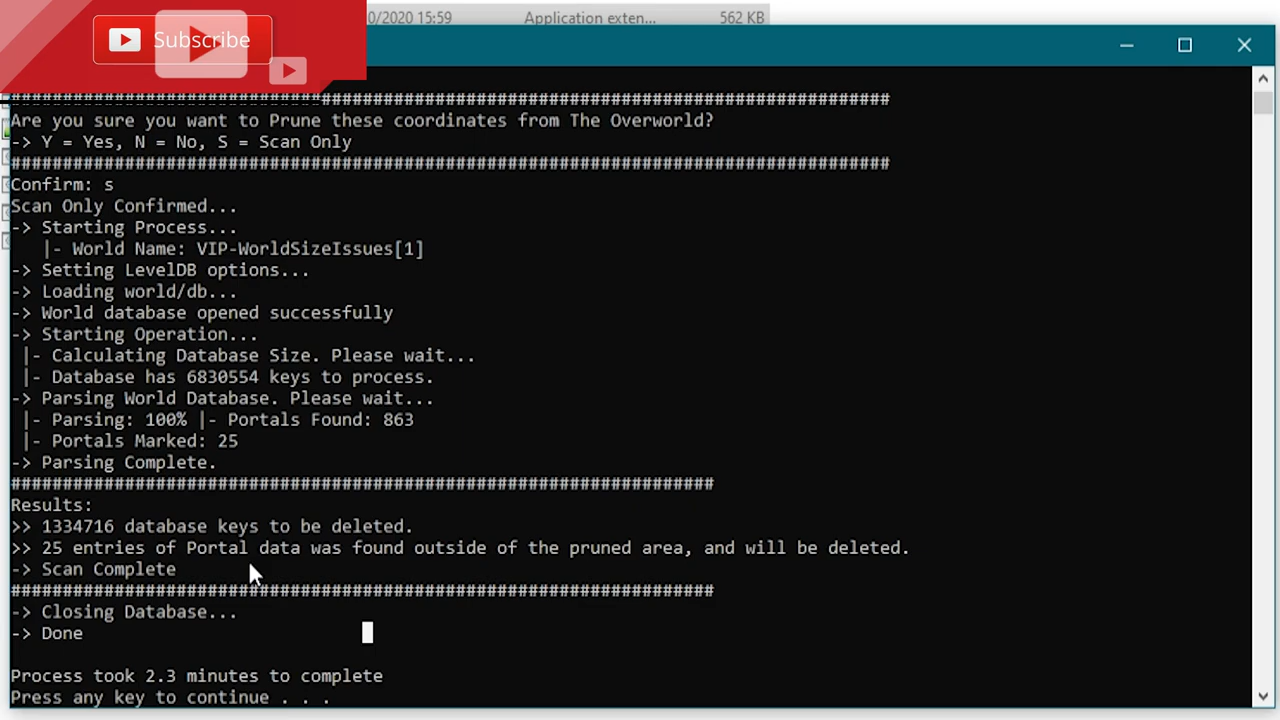 0/2020 15:59 Application exten... 562 KB
Subscribe
#####################################################################################
Are you sure you want to Prune these coordinates from The Overworld?
-> Y = Yes, N = No, S = Scan Only
#####################################################################################
Confirm: s
Scan Only Confirmed...
-> Starting Process...
|- World Name: VIP-WorldSizeIssues[1]
-> Setting LevelDB options...
-> Loading world/db...
-> World database opened successfully
-> Starting Operation...
|- Calculating Database Size. Please wait...
|- Database has 6830554 keys to process.
-> Parsing World Database. Please wait...
|- Parsing: 100% |- Portals Found: 863
|- Portals Marked: 25
-> Parsing Complete.
####################################################################
Results:
>> 1334716 database keys to be deleted.
>> 25 entries of Portal data was found outside of the pruned area, and will be deleted.
-> Scan Complete
####################################################################
-> Closing Database...
-> Done
Process took 2.3 minutes to complete
Press any key to continue . . .